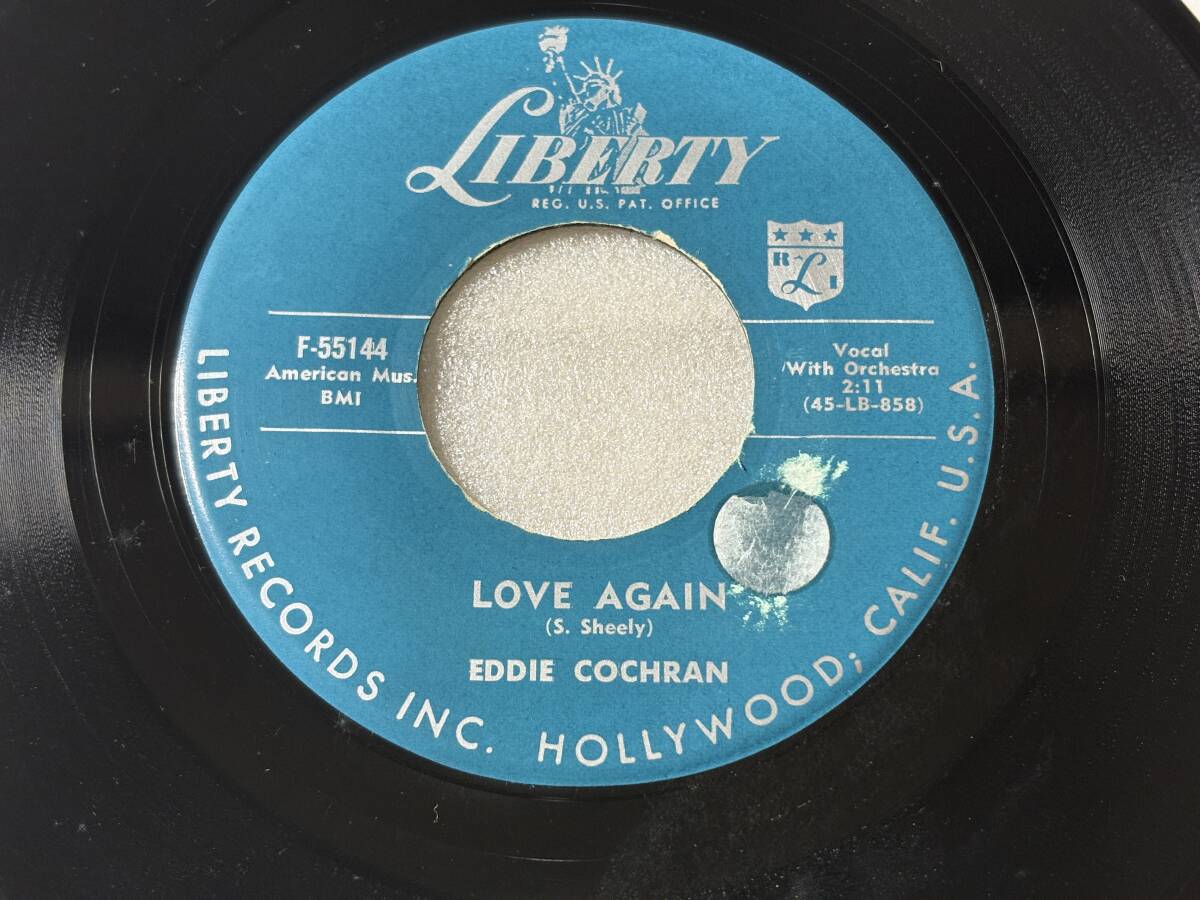 LIBERTY
REG. U.S. PAT. OFFICE
R L I
F-55144
American Mus.
BMI
Vocal
With Orchestra
2:11
(45-LB-858)
LOVE AGAIN
(S. Sheely)
EDDIE COCHRAN
LIBERTY RECORDS INC. HOLLYWOOD, CALIF. U.S.A.